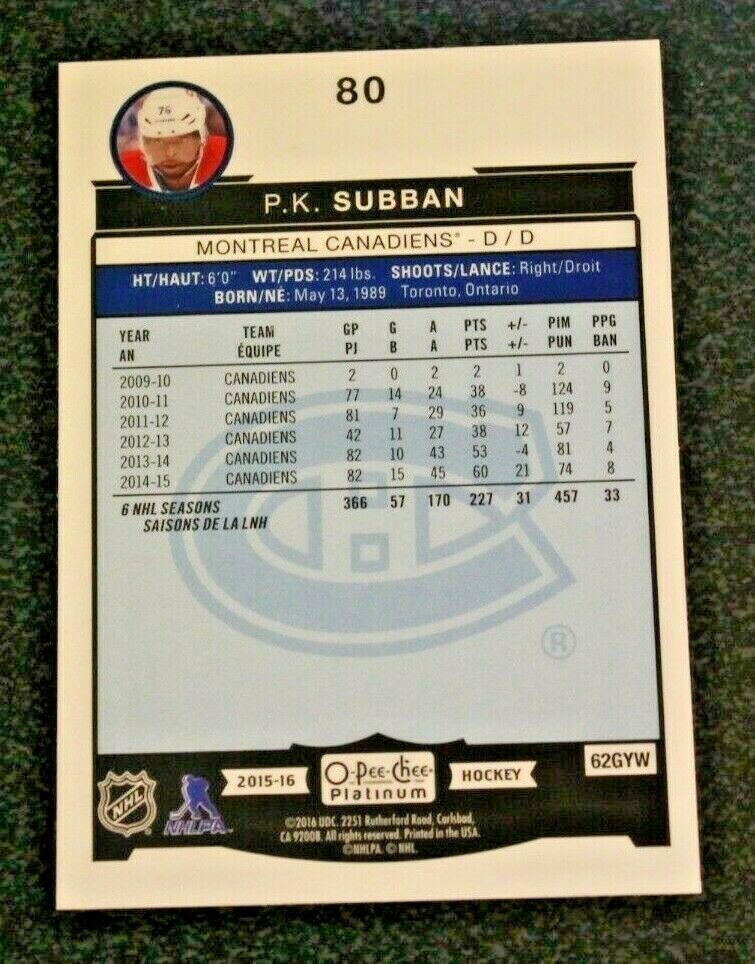 80
76
P.K. SUBBAN
MONTREAL CANADIENS® - D / D
HT/HAUT: 6'0" WT/PDS: 214 lbs. SHOOTS/LANCE: Right/Droit
BORN/NÉ: May 13, 1989 Toronto, Ontario
YEAR TEAM GP G A PTS +/- PIM PPG
AN ÉQUIPE PJ B A PTS +/- PUN BAN
2009-10 CANADIENS 2 0 2 2 1 2 0
2010-11 CANADIENS 77 14 24 38 -8 124 9
2011-12 CANADIENS 81 7 29 36 9 119 5
2012-13 CANADIENS 42 11 27 38 12 57 7
2013-14 CANADIENS 82 10 43 53 -4 81 4
2014-15 CANADIENS 82 15 45 60 21 74 8
6 NHL SEASONS 366 57 170 227 31 457 33
SAISONS DE LA LNH
®
62GYW
NHL
NHLPA
2015-16 O-Pee-Chee HOCKEY
Platinum
©2016 UDC. 2251 Rutherford Road, Carlsbad,
CA 92008. All rights reserved. Printed in the USA.
©NHLPA. © NHL.